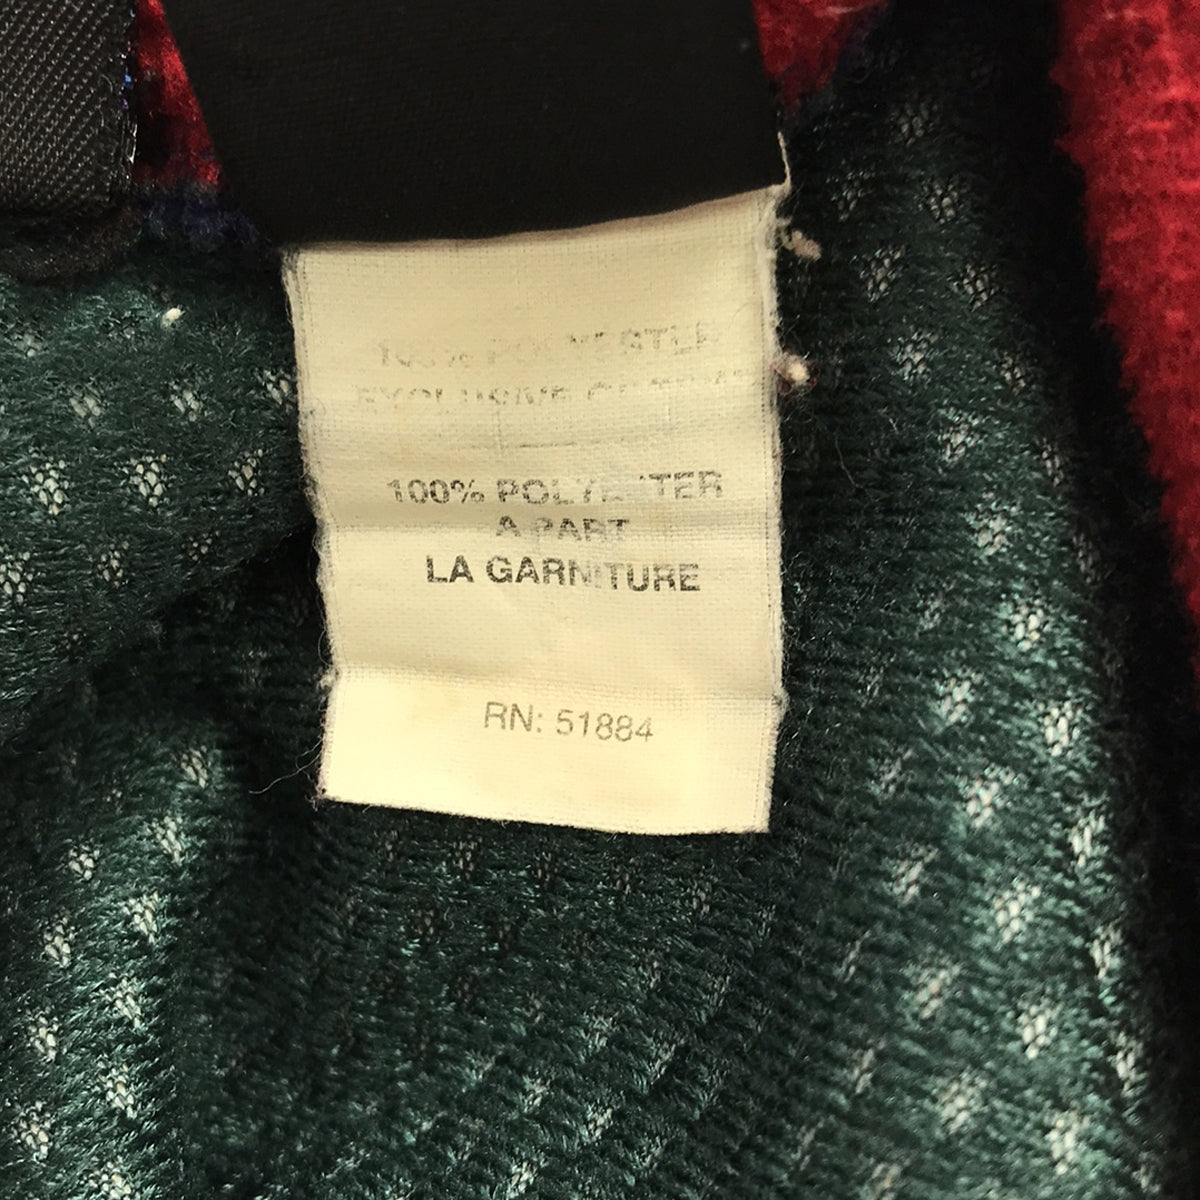 100% POLYESTER
EXCLUSIVE OF TRIM
100% POLYESTER
A PART
LA GARNITURE
RN: 51884